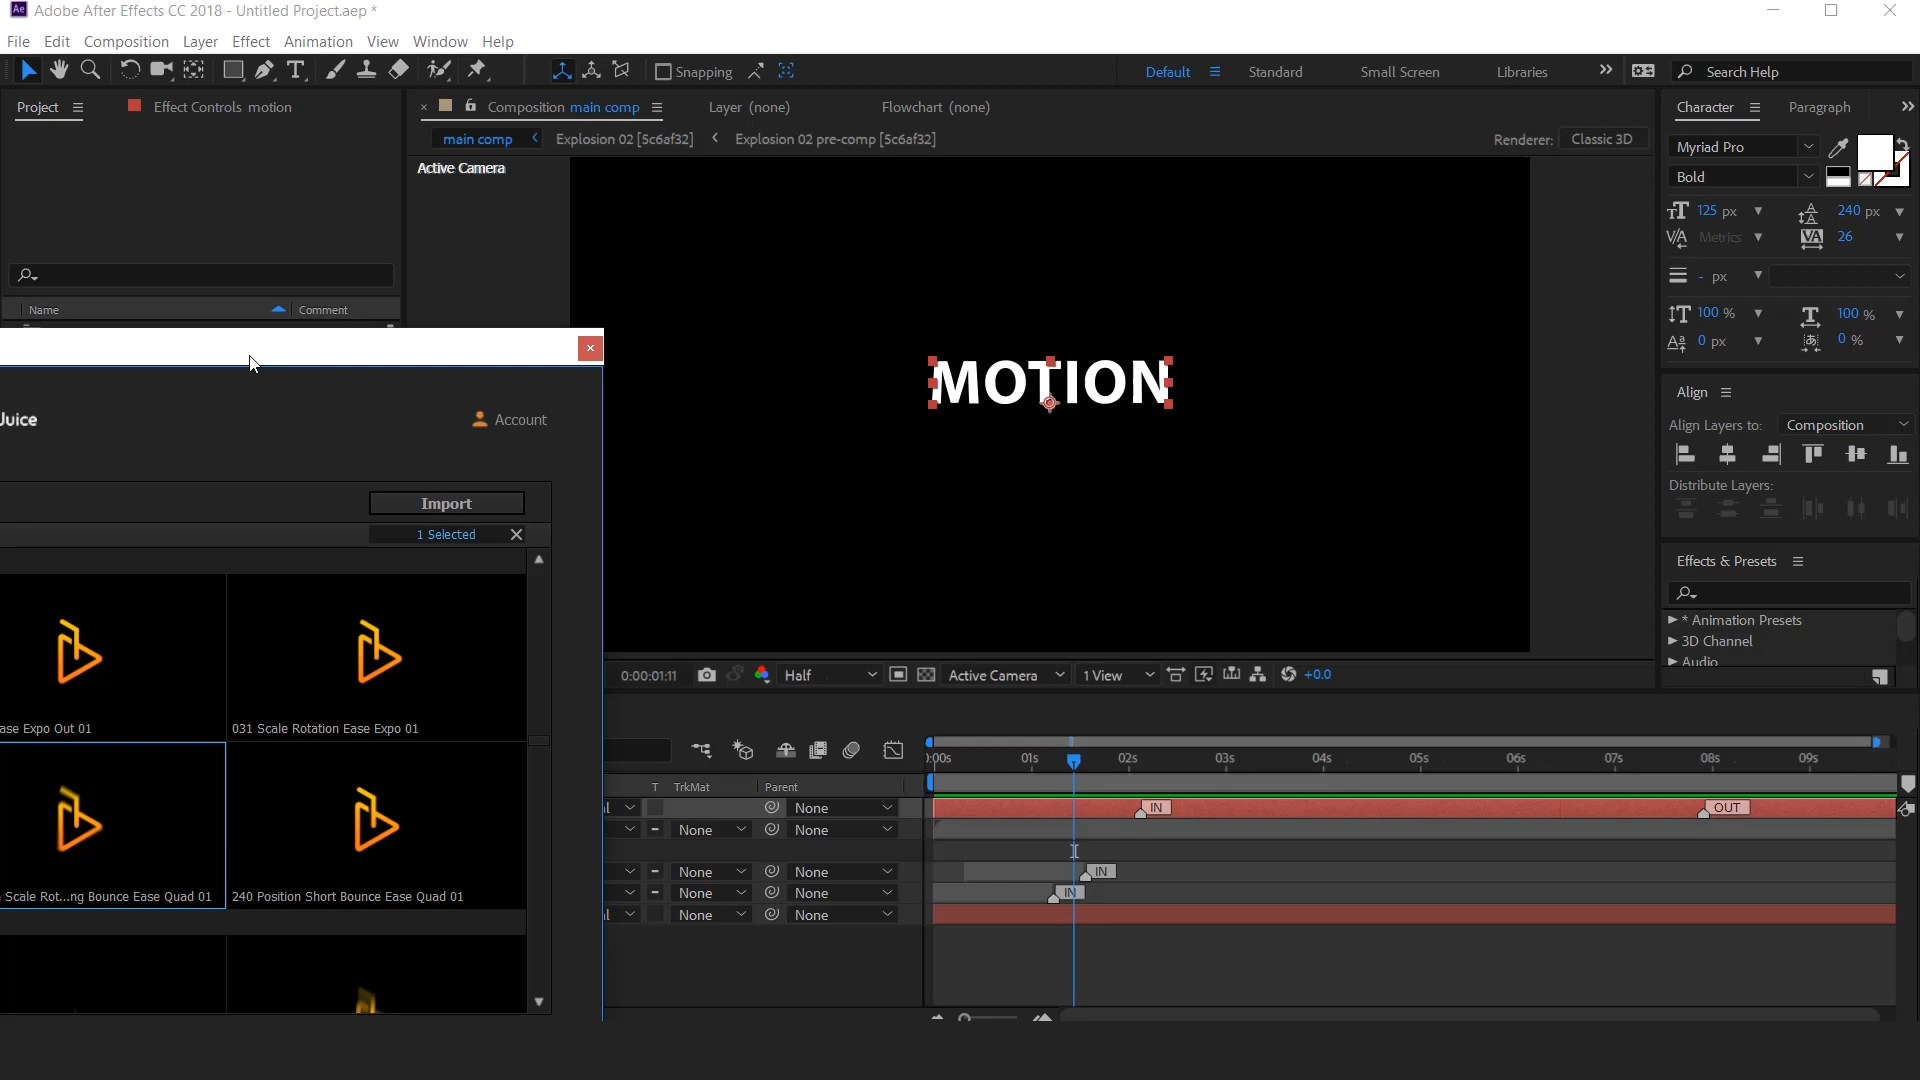 Ae Adobe After Effects CC 2018 - Untitled Project.aep *
File Edit Composition Layer Effect Animation View Window Help
Snapping Default Standard Small Screen Libraries Search Help
Project Effect Controls motion Composition main comp Layer (none) Flowchart (none) Character Paragraph
main comp Explosion 02 [5c6af32] Explosion 02 pre-comp [5c6af32] Renderer: Classic 3D
Active Camera
Myriad Pro
Bold
125 px 240 px
Metrics 26
- px
100 % 100 %
0 px 0 %
Name Comment
MOTION
Align
Align Layers to: Composition
Distribute Layers:
Juice Account
Import
1 Selected
Effects & Presets
* Animation Presets
3D Channel
Audio
0:00:01:11 Half Active Camera 1 View +0.0
ase Expo Out 01 031 Scale Rotation Ease Expo 01
Scale Rot...ng Bounce Ease Quad 01 240 Position Short Bounce Ease Quad 01
):00s 01s 02s 03s 04s 05s 06s 07s 08s 09s
T TrkMat Parent
None IN OUT
None None
None None IN
None None IN
None None